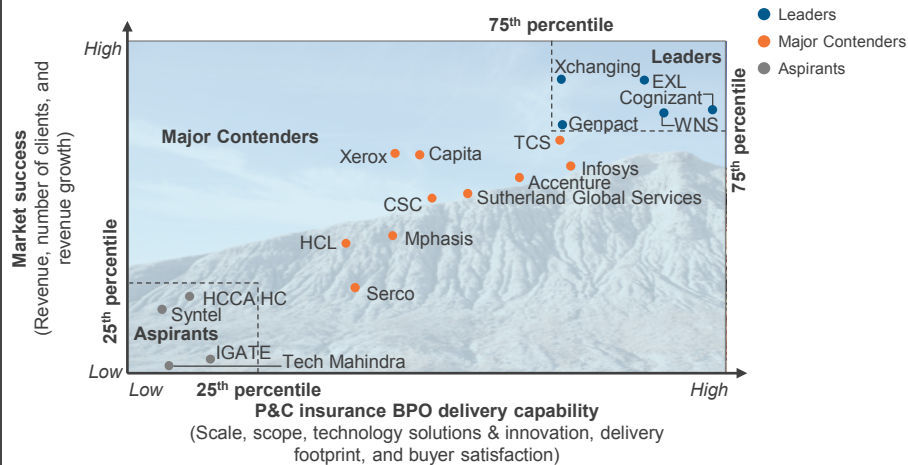 75th percentile
Leaders
Major Contenders
Aspirants
High
Leaders
Xchanging
EXL
Cognizant
Genpact
WNS
Major Contenders
TCS
Xerox
Capita
Infosys
Accenture
CSC
Sutherland Global Services
HCL
Mphasis
Serco
75th percentile
Market success
(Revenue, number of clients, and
revenue growth)
25th percentile
HCCA HC
Syntel
Aspirants
IGATE
Tech Mahindra
Low
Low
25th percentile
High
P&C insurance BPO delivery capability
(Scale, scope, technology solutions & innovation, delivery
footprint, and buyer satisfaction)